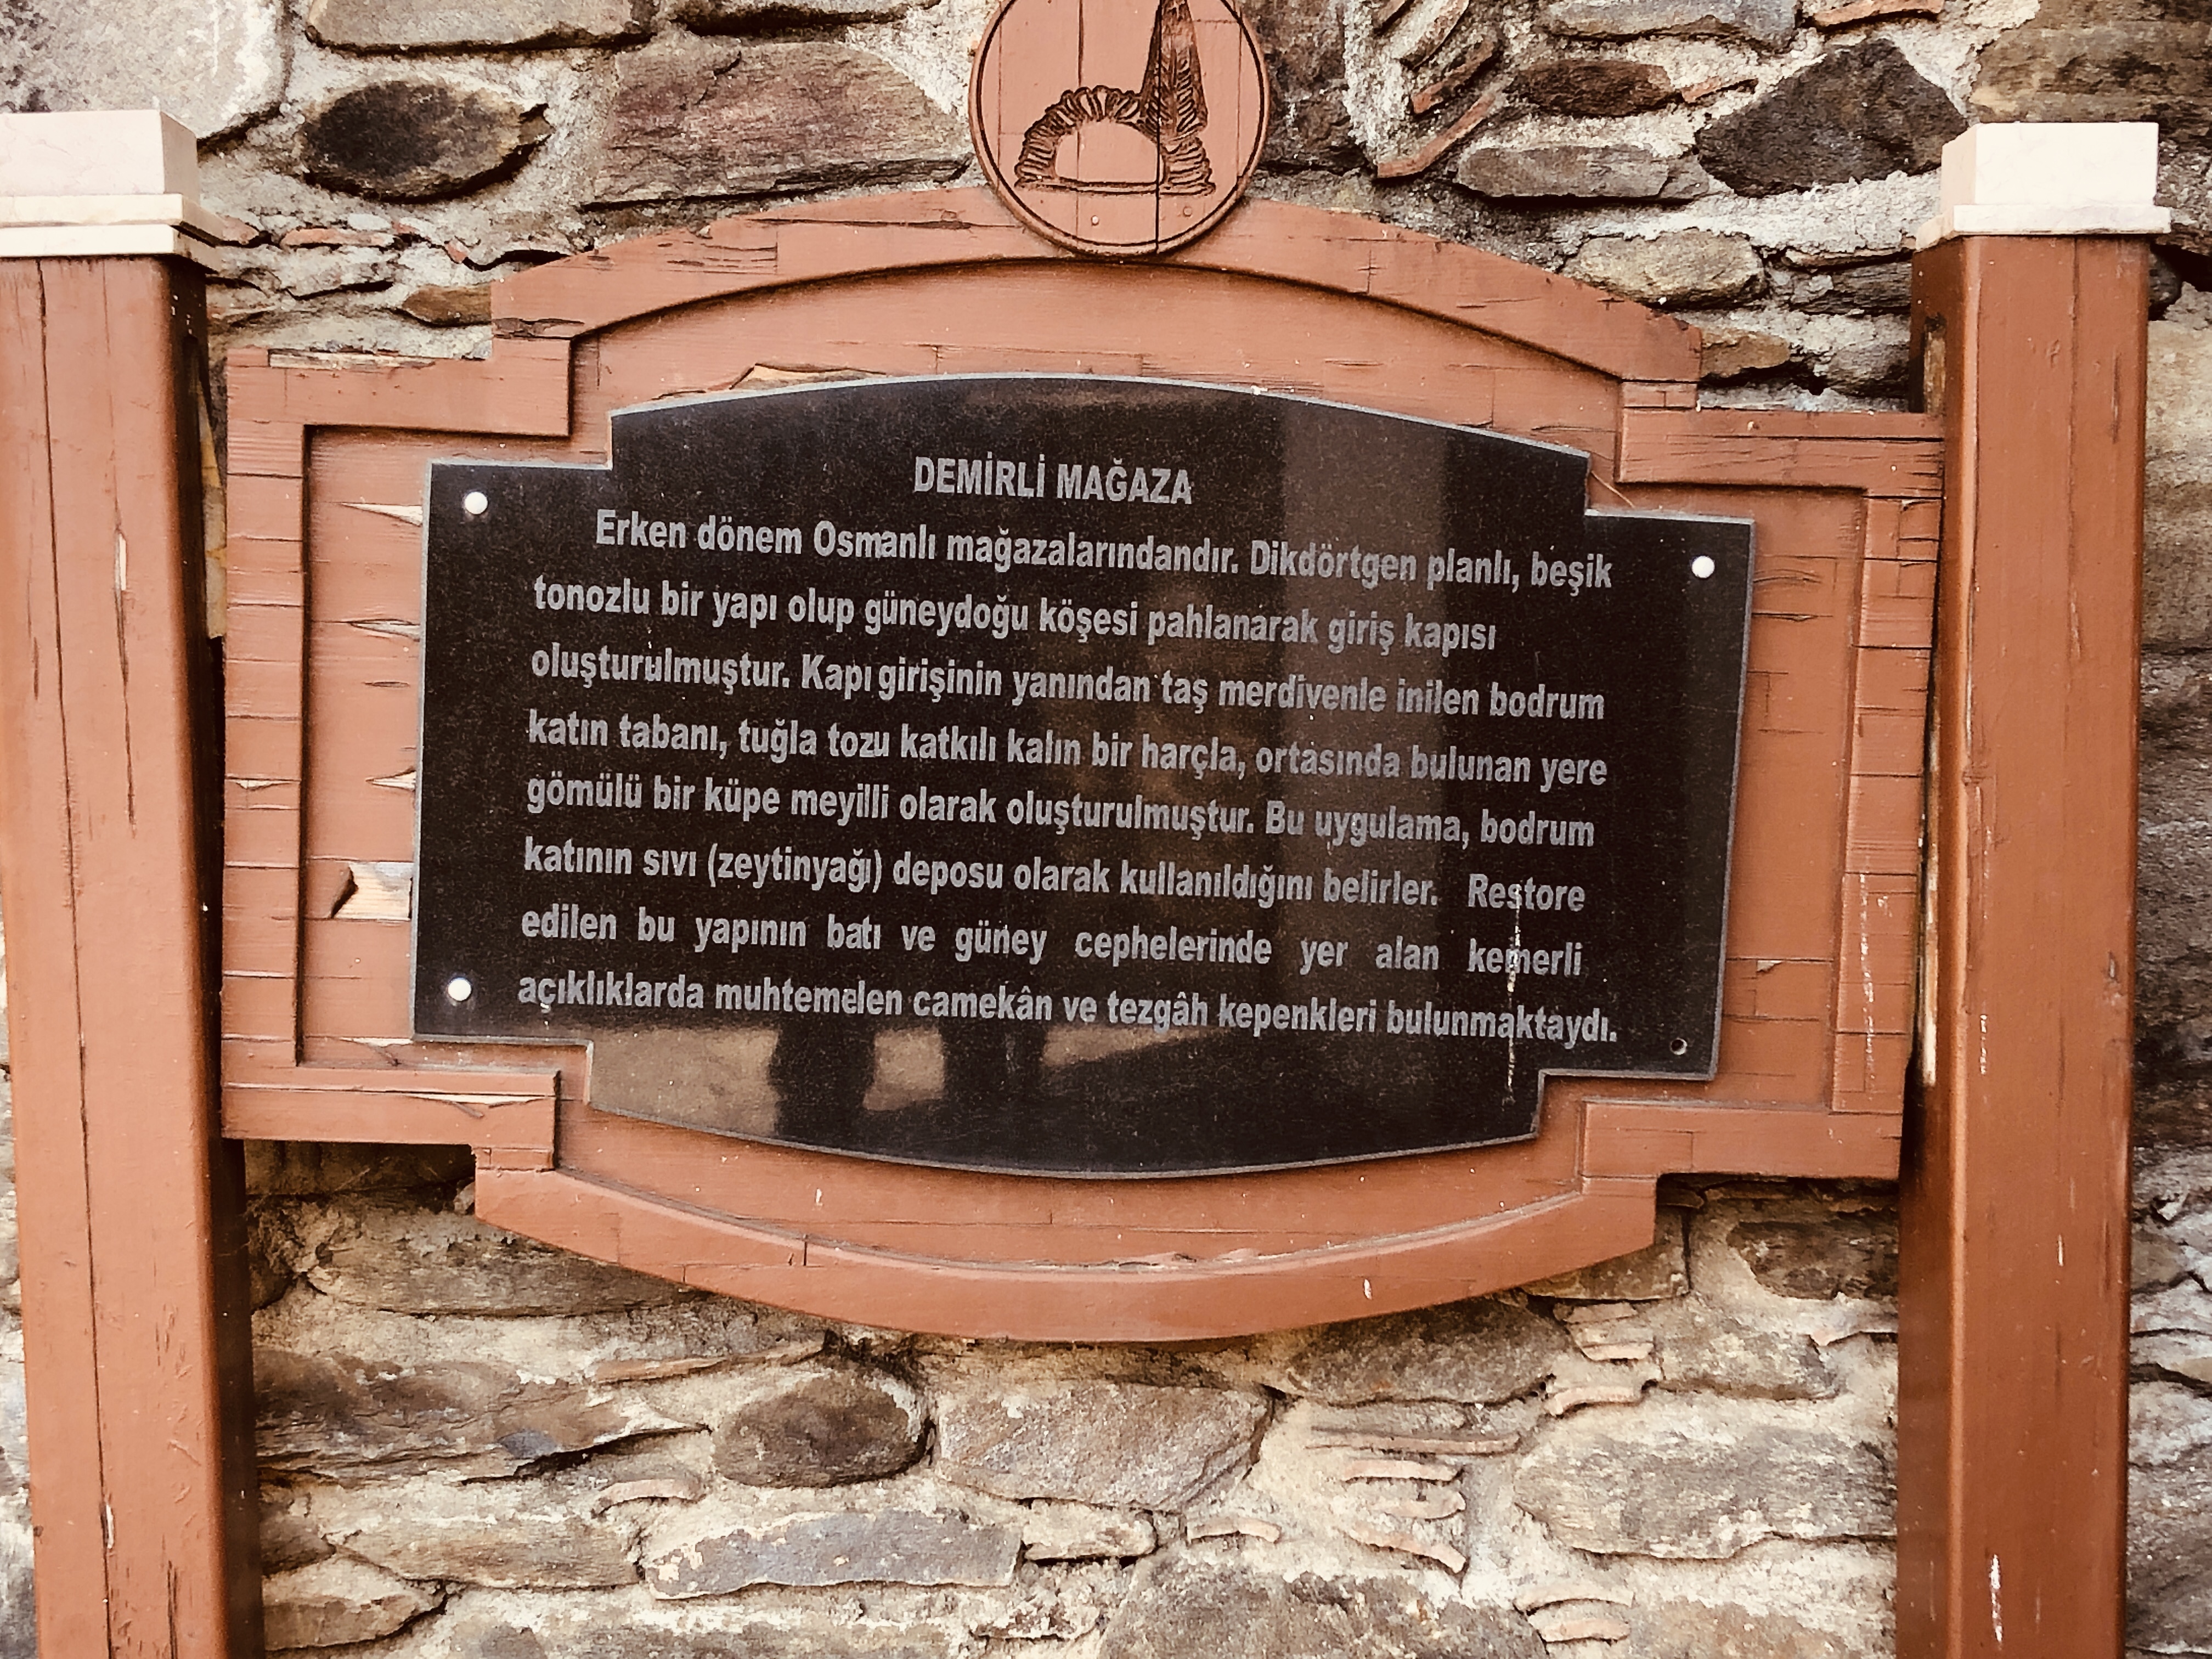 DEMİRLİ MAĞAZA
Erken dönem Osmanlı mağazalarındandır. Dikdörtgen planlı, beşik
tonozlu bir yapı olup güneydoğu köşesi pahlanarak giriş kapısı
oluşturulmuştur. Kapı girişinin yanından taş merdivenle inilen bodrum
katın tabanı, tuğla tozu katkılı kalın bir harçla, ortasında bulunan yere
gömülü bir küpe meyilli olarak oluşturulmuştur. Bu uygulama, bodrum
katının sıvı (zeytinyağı) deposu olarak kullanıldığını belirler. Restore
edilen bu yapının batı ve güney cephelerinde yer alan kemerli
açıklıklarda muhtemelen camekân ve tezgâh kepenkleri bulunmaktaydı.